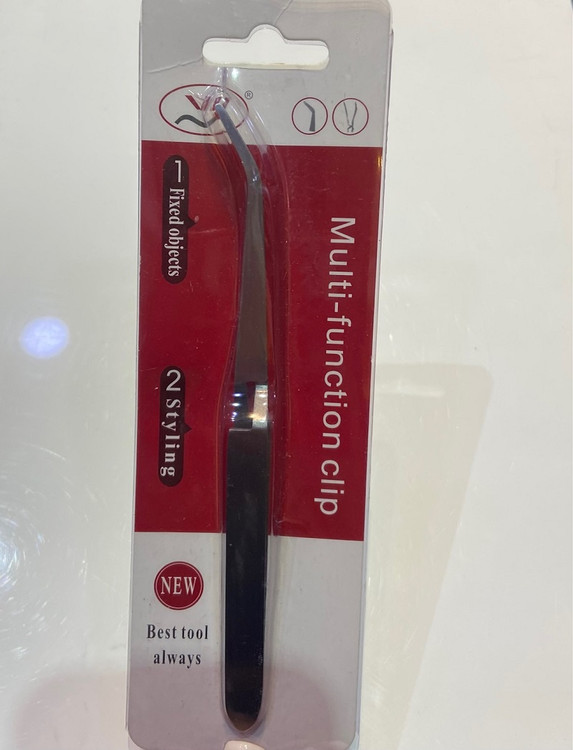 ®
1 Fixed objects
Multi-function clip
2 Styling
NEW
Best tool
always